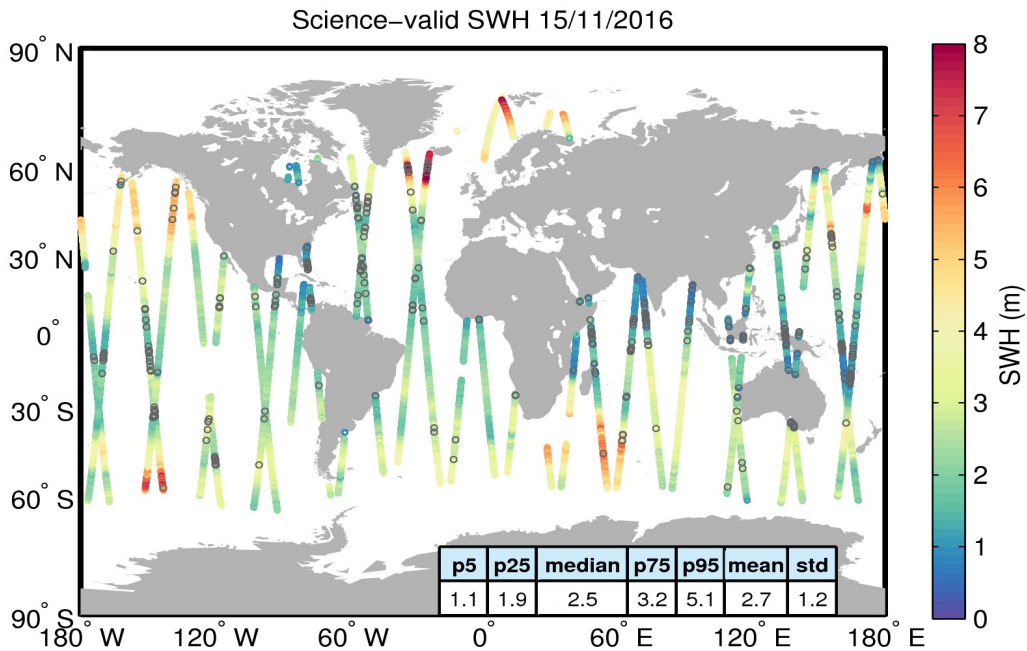 Science−valid SWH 15/11/2016
90° N
60° N
30° N
0°
30° S
60° S
90° S
180° W
120° W
60° W
0°
60° E
120° E
180° E
p5 p25 median p75 p95 mean std
1.1 1.9 2.5 3.2 5.1 2.7 1.2
8
7
6
5
4
3
2
1
0
SWH (m)